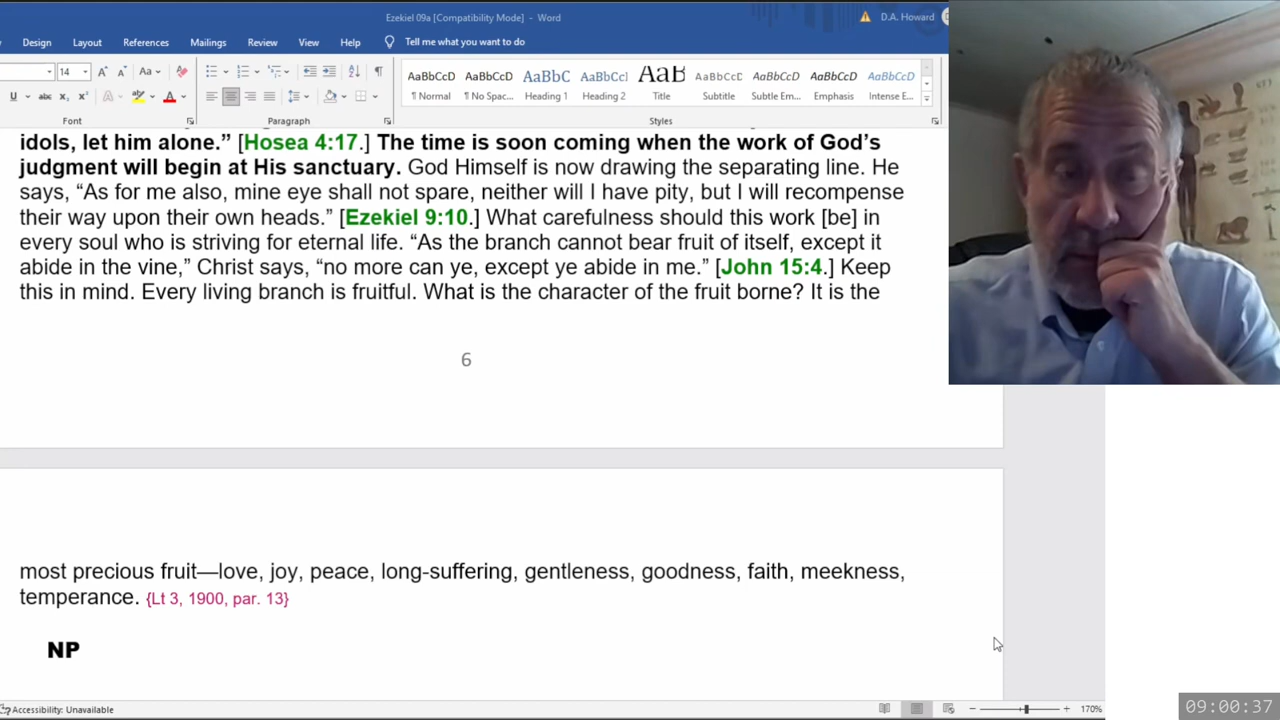 Ezekiel 09a [Compatibility Mode] - Word
D.A. Howard
Design Layout References Mailings Review View Help Tell me what you want to do
14 Aa
AaBbCcD AaBbCcD AaBbC AaBbCc AaB AaBbCcD AaBbCcD AaBbCcD AaBbCcD
¶ Normal ¶ No Spac... Heading 1 Heading 2 Title Subtitle Subtle Em... Emphasis Intense E...
Font Paragraph Styles
idols, let him alone.” [Hosea 4:17.] The time is soon coming when the work of God’s
judgment will begin at His sanctuary. God Himself is now drawing the separating line. He
says, “As for me also, mine eye shall not spare, neither will I have pity, but I will recompense
their way upon their own heads.” [Ezekiel 9:10.] What carefulness should this work [be] in
every soul who is striving for eternal life. “As the branch cannot bear fruit of itself, except it
abide in the vine,” Christ says, “no more can ye, except ye abide in me.” [John 15:4.] Keep
this in mind. Every living branch is fruitful. What is the character of the fruit borne? It is the
6
most precious fruit—love, joy, peace, long-suffering, gentleness, goodness, faith, meekness,
temperance. {Lt 3, 1900, par. 13}
NP
Accessibility: Unavailable
170%
09:00:37